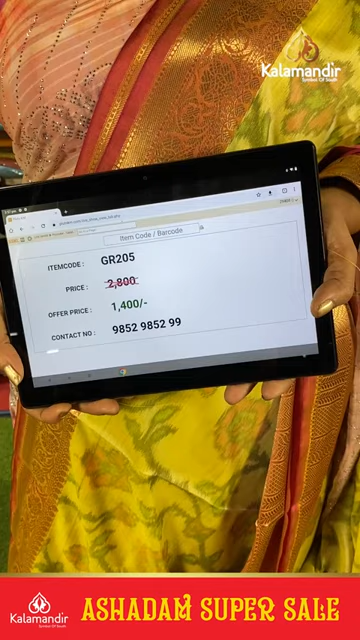 Kalamandir
Symbol Of South
Item Code / Barcode
ITEMCODE : GR205
PRICE : 2,800
OFFER PRICE : 1,400/-
CONTACT NO : 9852 9852 99
Kalamandir
Symbol Of South
ASHADAM SUPER SALE